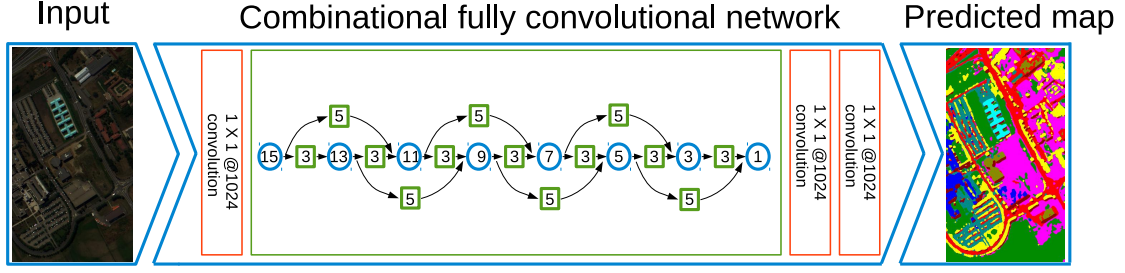 Input
Combinational fully convolutional network
Predicted map
1 X 1 @1024
convolution
5 5 5
15 3 13 3 11 3 9 3 7 3 5 3 3 3 1
5 5 5
1 X 1 @1024
convolution
1 X 1 @1024
convolution